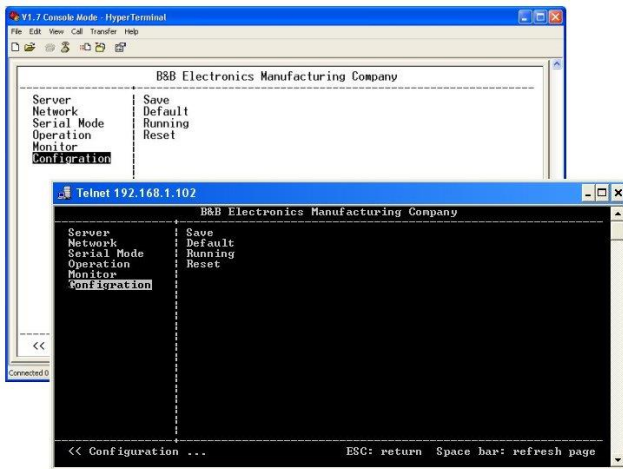 V1.7 Console Mode - HyperTerminal
File Edit View Call Transfer Help
B&B Electronics Manufacturing Company
Server Save
Network Default
Serial Mode Running
Operation Reset
Monitor
Configration
<<
Connected 0
Telnet 192.168.1.102
B&B Electronics Manufacturing Company
Server Save
Network Default
Serial Mode Running
Operation Reset
Monitor
Configration
<< Configuration ... ESC: return Space bar: refresh page